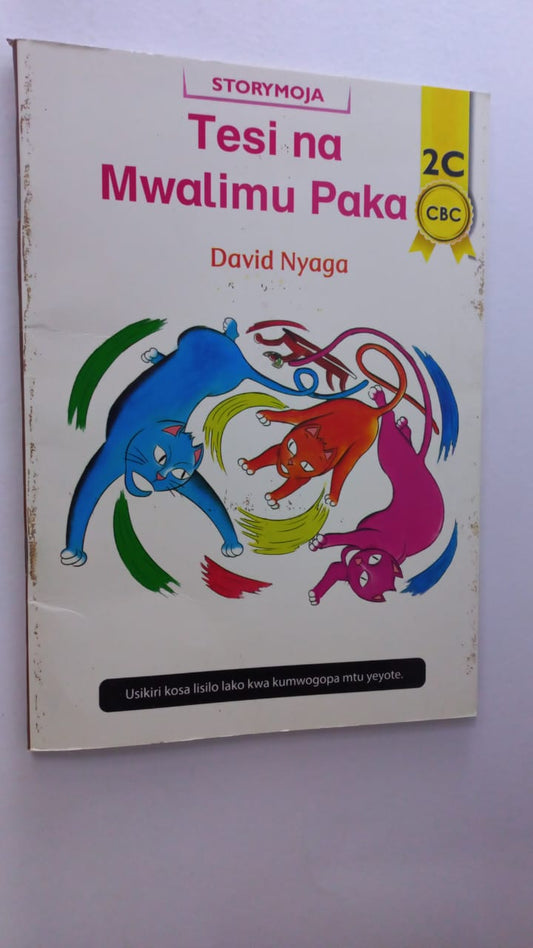 STORYMOJA
Tesi na
Mwalimu Paka
2C
CBC
David Nyaga
Usikiri kosa lisilo lako kwa kumwogopa mtu yeyote.